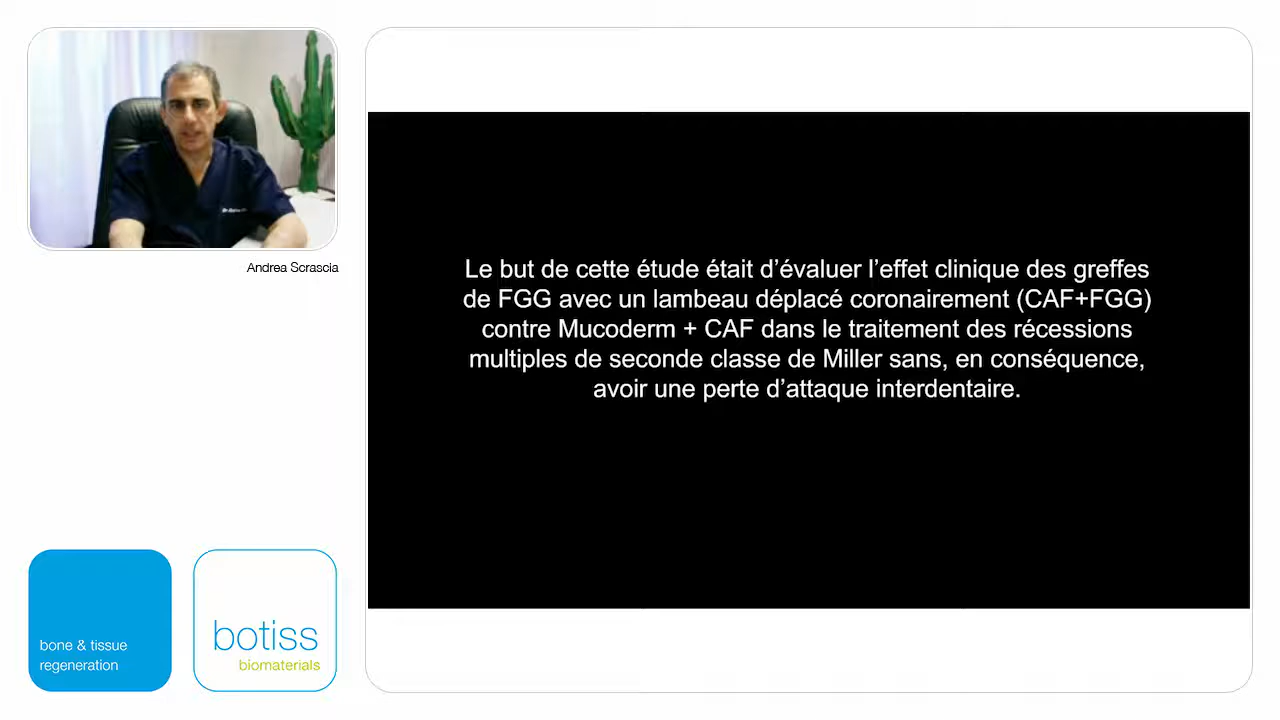 Andrea Scrascia
Le but de cette étude était d'évaluer l'effet clinique des greffes
de FGG avec un lambeau déplacé coronairement (CAF+FGG)
contre Mucoderm + CAF dans le traitement des récessions
multiples de seconde classe de Miller sans, en conséquence,
avoir une perte d'attaque interdentaire.
bone & tissue
regeneration
botiss
biomaterials